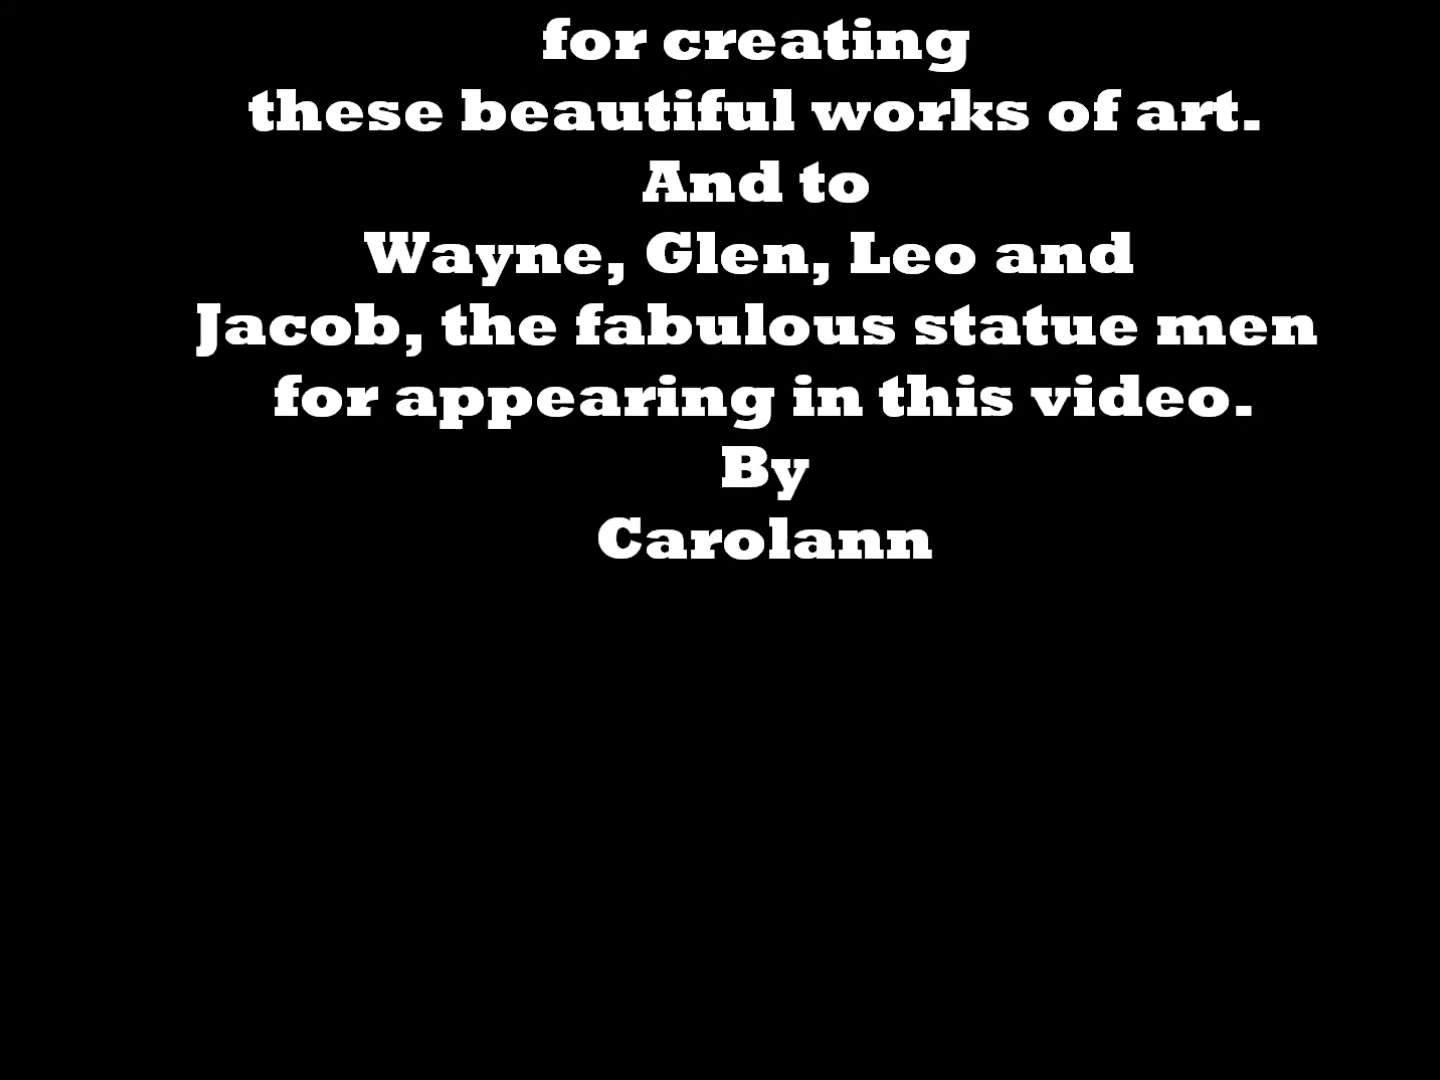 for creating
these beautiful works of art.
And to
Wayne, Glen, Leo and
Jacob, the fabulous statue men
for appearing in this video.
By
Carolann